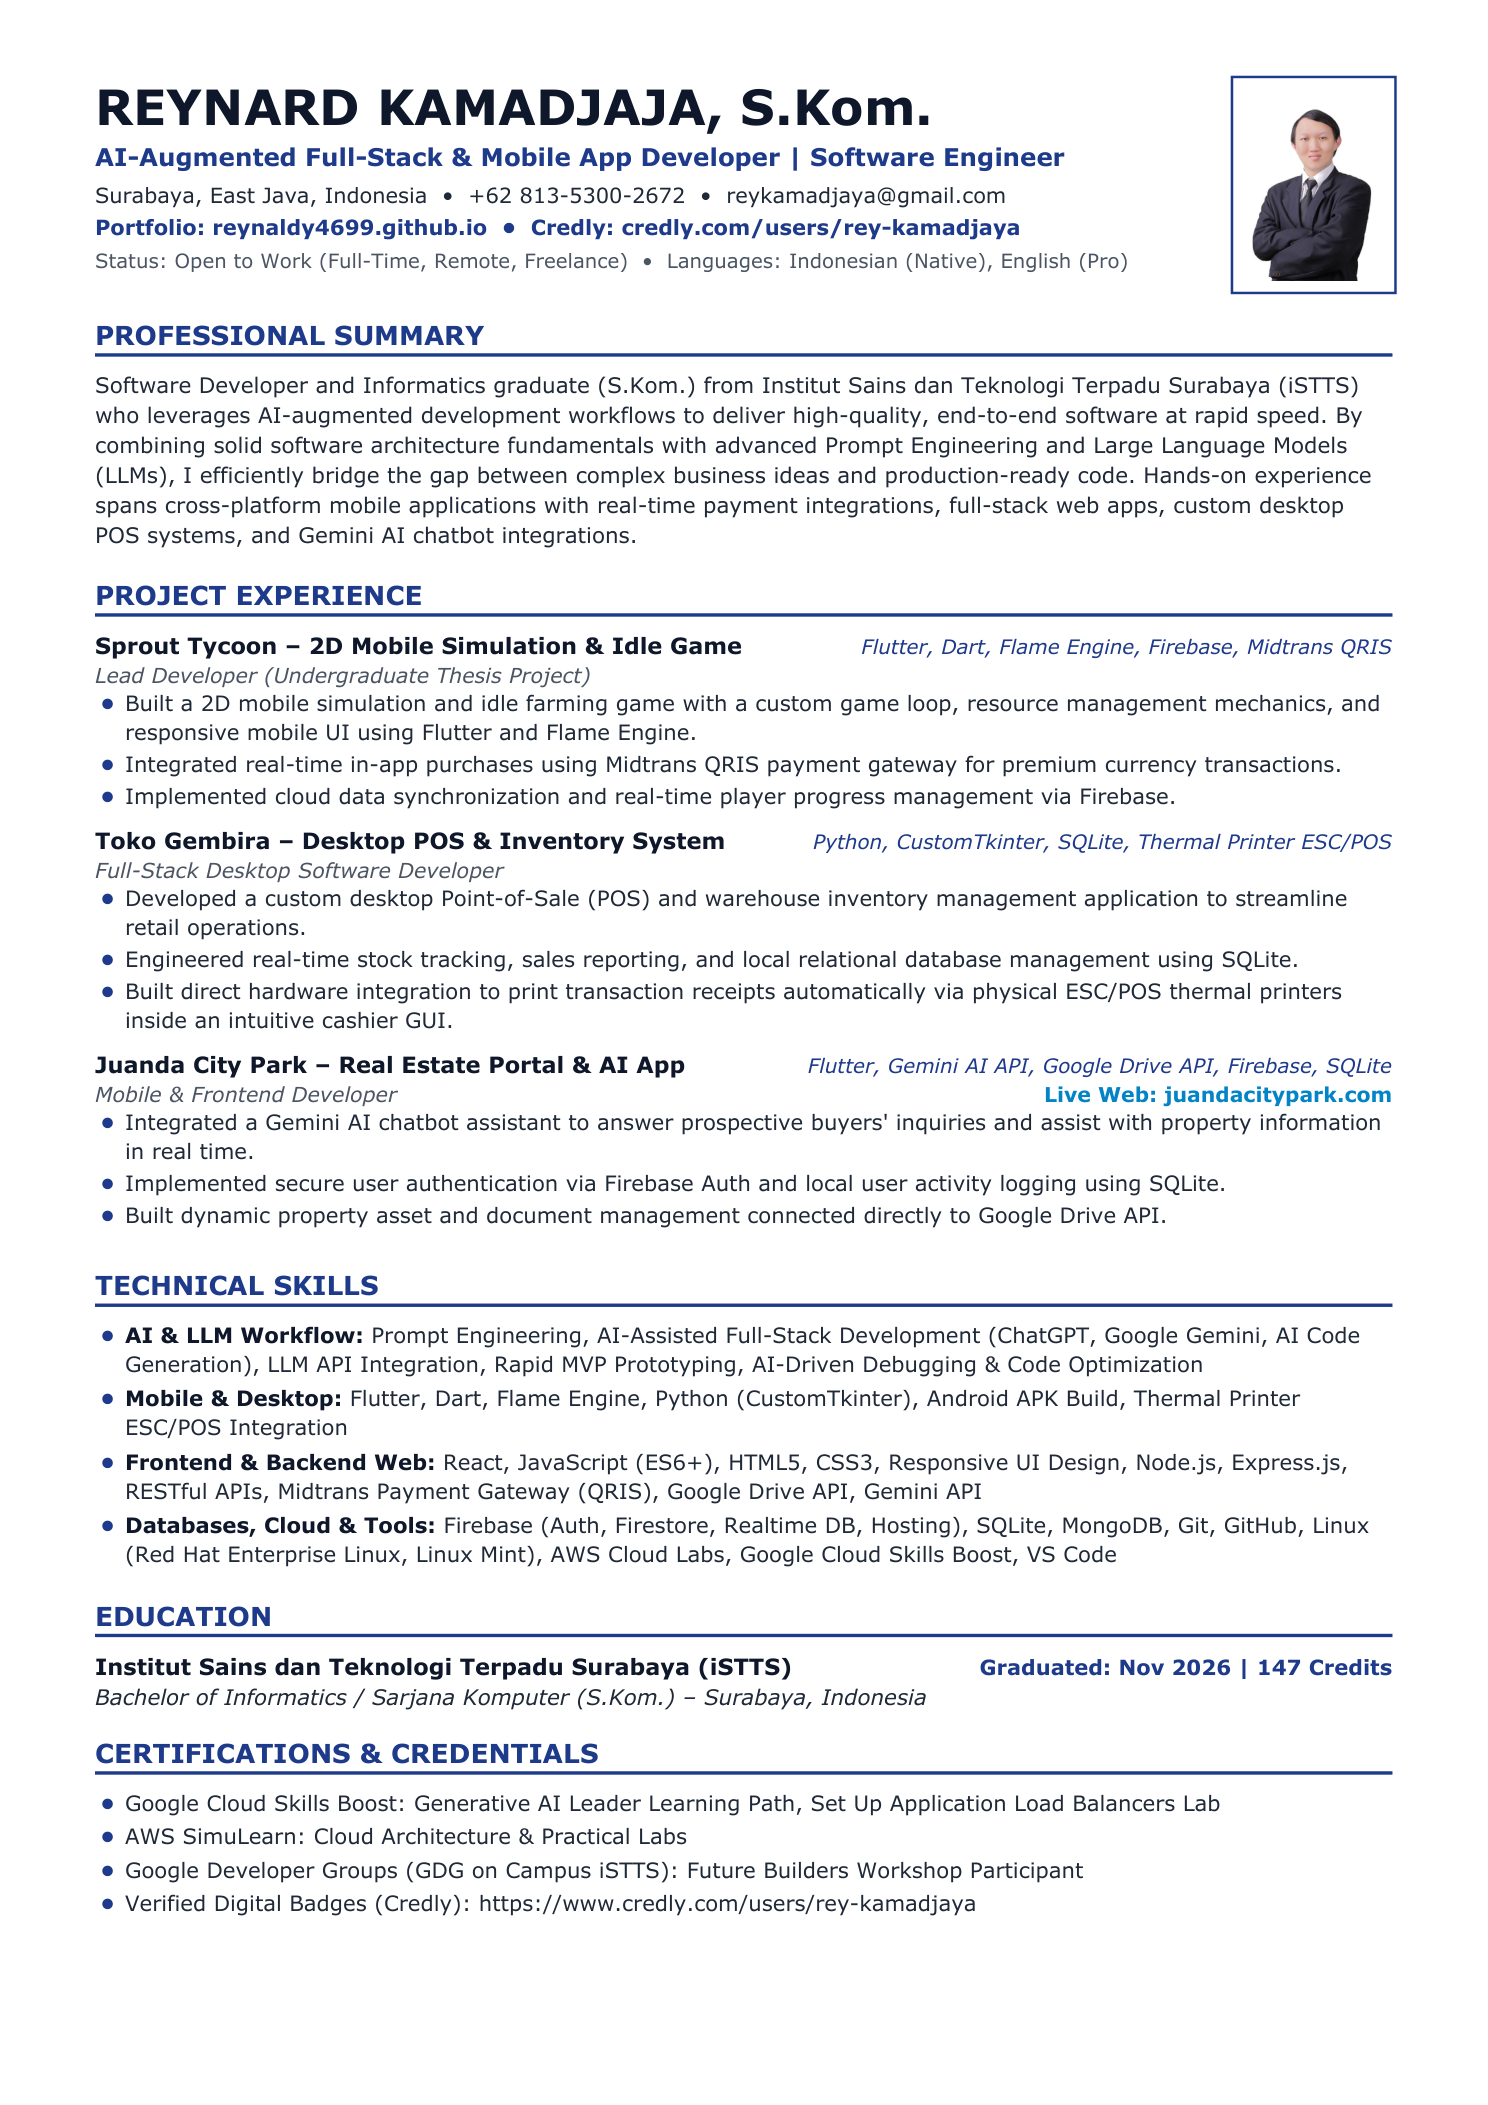 REYNARD KAMADJAJA, S.Kom.
AI-Augmented Full-Stack & Mobile App Developer | Software Engineer
Surabaya, East Java, Indonesia • +62 813-5300-2672 • reykamadjaya@gmail.com
Portfolio: reynaldy4699.github.io • Credly: credly.com/users/rey-kamadjaya
Status: Open to Work (Full-Time, Remote, Freelance) • Languages: Indonesian (Native), English (Pro)
PROFESSIONAL SUMMARY
Software Developer and Informatics graduate (S.Kom.) from Institut Sains dan Teknologi Terpadu Surabaya (iSTTS)
who leverages AI-augmented development workflows to deliver high-quality, end-to-end software at rapid speed. By
combining solid software architecture fundamentals with advanced Prompt Engineering and Large Language Models
(LLMs), I efficiently bridge the gap between complex business ideas and production-ready code. Hands-on experience
spans cross-platform mobile applications with real-time payment integrations, full-stack web apps, custom desktop
POS systems, and Gemini AI chatbot integrations.
PROJECT EXPERIENCE
Sprout Tycoon – 2D Mobile Simulation & Idle Game Flutter, Dart, Flame Engine, Firebase, Midtrans QRIS
Lead Developer (Undergraduate Thesis Project)
• Built a 2D mobile simulation and idle farming game with a custom game loop, resource management mechanics, and
responsive mobile UI using Flutter and Flame Engine.
• Integrated real-time in-app purchases using Midtrans QRIS payment gateway for premium currency transactions.
• Implemented cloud data synchronization and real-time player progress management via Firebase.
Toko Gembira – Desktop POS & Inventory System Python, CustomTkinter, SQLite, Thermal Printer ESC/POS
Full-Stack Desktop Software Developer
• Developed a custom desktop Point-of-Sale (POS) and warehouse inventory management application to streamline
retail operations.
• Engineered real-time stock tracking, sales reporting, and local relational database management using SQLite.
• Built direct hardware integration to print transaction receipts automatically via physical ESC/POS thermal printers
inside an intuitive cashier GUI.
Juanda City Park – Real Estate Portal & AI App Flutter, Gemini AI API, Google Drive API, Firebase, SQLite
Mobile & Frontend Developer Live Web: juandacitypark.com
• Integrated a Gemini AI chatbot assistant to answer prospective buyers' inquiries and assist with property information
in real time.
• Implemented secure user authentication via Firebase Auth and local user activity logging using SQLite.
• Built dynamic property asset and document management connected directly to Google Drive API.
TECHNICAL SKILLS
• AI & LLM Workflow: Prompt Engineering, AI-Assisted Full-Stack Development (ChatGPT, Google Gemini, AI Code
Generation), LLM API Integration, Rapid MVP Prototyping, AI-Driven Debugging & Code Optimization
• Mobile & Desktop: Flutter, Dart, Flame Engine, Python (CustomTkinter), Android APK Build, Thermal Printer
ESC/POS Integration
• Frontend & Backend Web: React, JavaScript (ES6+), HTML5, CSS3, Responsive UI Design, Node.js, Express.js,
RESTful APIs, Midtrans Payment Gateway (QRIS), Google Drive API, Gemini API
• Databases, Cloud & Tools: Firebase (Auth, Firestore, Realtime DB, Hosting), SQLite, MongoDB, Git, GitHub, Linux
(Red Hat Enterprise Linux, Linux Mint), AWS Cloud Labs, Google Cloud Skills Boost, VS Code
EDUCATION
Institut Sains dan Teknologi Terpadu Surabaya (iSTTS) Graduated: Nov 2026 | 147 Credits
Bachelor of Informatics / Sarjana Komputer (S.Kom.) – Surabaya, Indonesia
CERTIFICATIONS & CREDENTIALS
• Google Cloud Skills Boost: Generative AI Leader Learning Path, Set Up Application Load Balancers Lab
• AWS SimuLearn: Cloud Architecture & Practical Labs
• Google Developer Groups (GDG on Campus iSTTS): Future Builders Workshop Participant
• Verified Digital Badges (Credly): https://www.credly.com/users/rey-kamadjaya